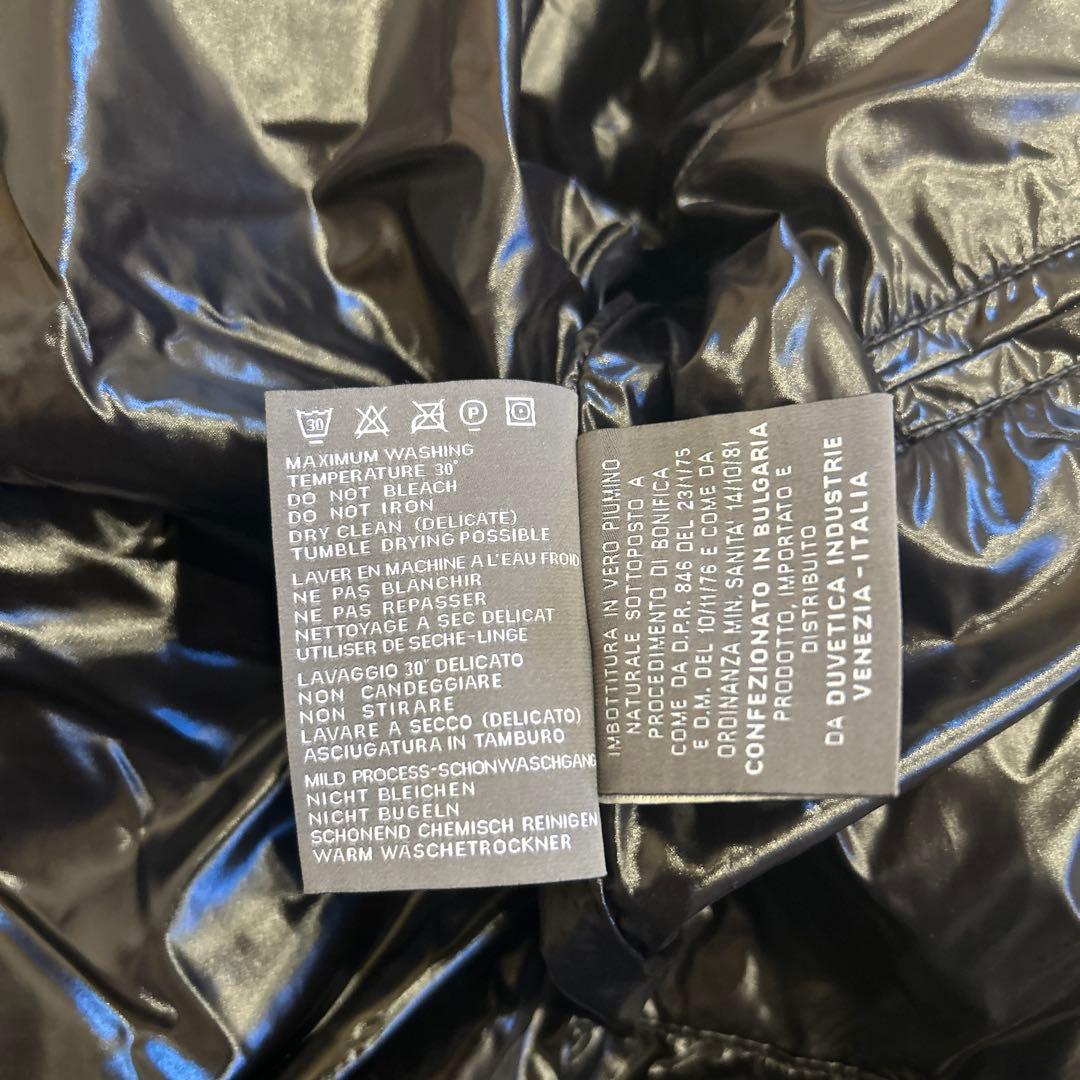 30
P
MAXIMUM WASHING
TEMPERATURE 30°
DO NOT BLEACH
DO NOT IRON
DRY CLEAN (DELICATE)
TUMBLE DRYING POSSIBLE
LAVER EN MACHINE A L'EAU FROID
NE PAS BLANCHIR
NE PAS REPASSER
NETTOYAGE A SEC DELICAT
UTILISER DE SECHE-LINGE
LAVAGGIO 30° DELICATO
NON CANDEGGIARE
NON STIRARE
LAVARE A SECCO (DELICATO)
ASCIUGATURA IN TAMBURO
MILD PROCESS-SCHONWASCHGANG
NICHT BLEICHEN
NICHT BUGELN
SCHONEND CHEMISCH REINIGEN
WARM WASCHETROCKNER
IMBOTTITURA IN VERO PIUMINO
NATURALE SOTTOPOSTO A
PROCEDIMENTO DI BONIFICA
COME DA D.P.R. 846 DEL 23/1/75
E D.M. DEL 10/11/76 E COME DA
ORDINANZA MIN. SANITA' 14/10/81
CONFEZIONATO IN BULGARIA
PRODOTTO, IMPORTATO E
DISTRIBUITO
DA DUVETICA INDUSTRIE
VENEZIA-ITALIA